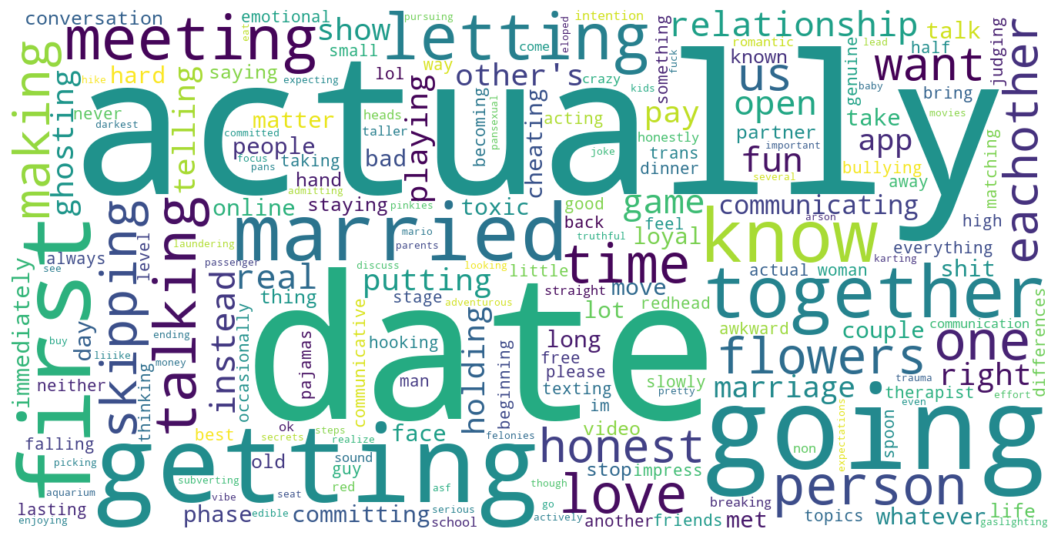 conversation
emotional
pursuing
eat
intention
eloped
relationship
talk
half
judging
meeting
show
letting
come
way
romantic
lead
known
genuine
bring
want
hike
small
lol
other's
something
fuck
kids
us
baby
hard
saying
expecting
crazy
open
movies
never
ghosting
telling
actually
matter
heads
taller
acting
pay
partner
take
app
darkest
committed
people
playing
becoming
pansexual
cheating
honestly
joke
important
fun
bullying
making
focus
pans
taking
bad
trans
dinner
several
away
matching
eachother
hand
admitting
staying
pinkies
toxic
good
game
communicating
high
first
skipping
talking
online
married
back
feel
loyal
know
arson
karting
everything
always
level
laundering
mario
parents
truthful
time
actual
woman
shit
see
passenger
real
discuss
looking
little
straight
move
together
immediately
day
instead
thing
putting
stage
adventurous
lot
redhead
awkward
couple
communication
differences
buy
ending
occasionally
date
hooking
holding
long
free
please
slowly
flowers
one
right
liiike
money
pajamas
man
communicative
beginning
texting
im
pretty
marriage
therapist
trauma
effort
even
neither
thinking
best
ok
secrets
steps
realize
face
felonies
video
honest
going
spoon
falling
getting
old
sound
guy
stop
impress
non
expectations
picking
subverting
red
asf
love
person
life
aquarium
lasting
vibe
seat
edible
serious
though
go
breaking
met
topics
whatever
enjoying
phase
school
committing
actively
another
friends
gaslighting